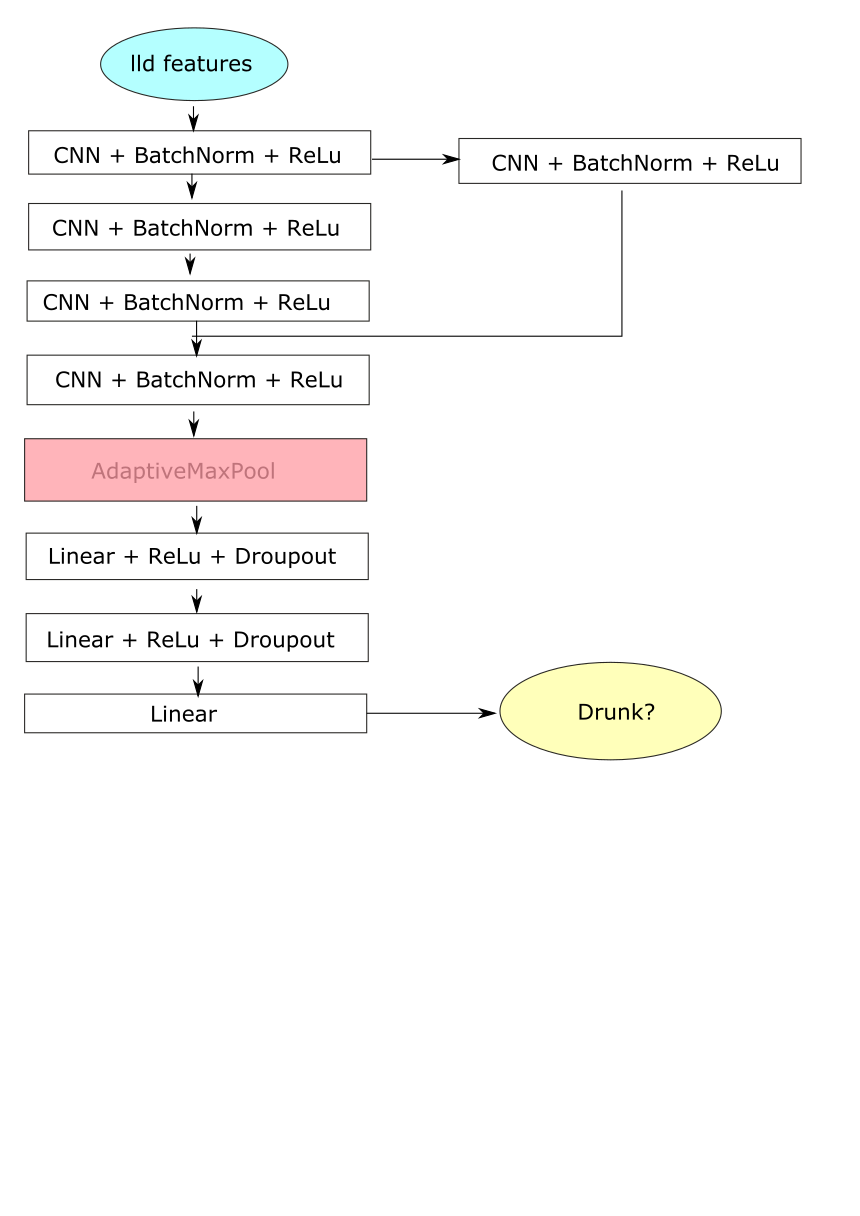 lld features
CNN + BatchNorm + ReLu
CNN + BatchNorm + ReLu
CNN + BatchNorm + ReLu
CNN + BatchNorm + ReLu
CNN + BatchNorm + ReLu
AdaptiveMaxPool
Linear + ReLu + Droupout
Linear + ReLu + Droupout
Linear
Drunk?